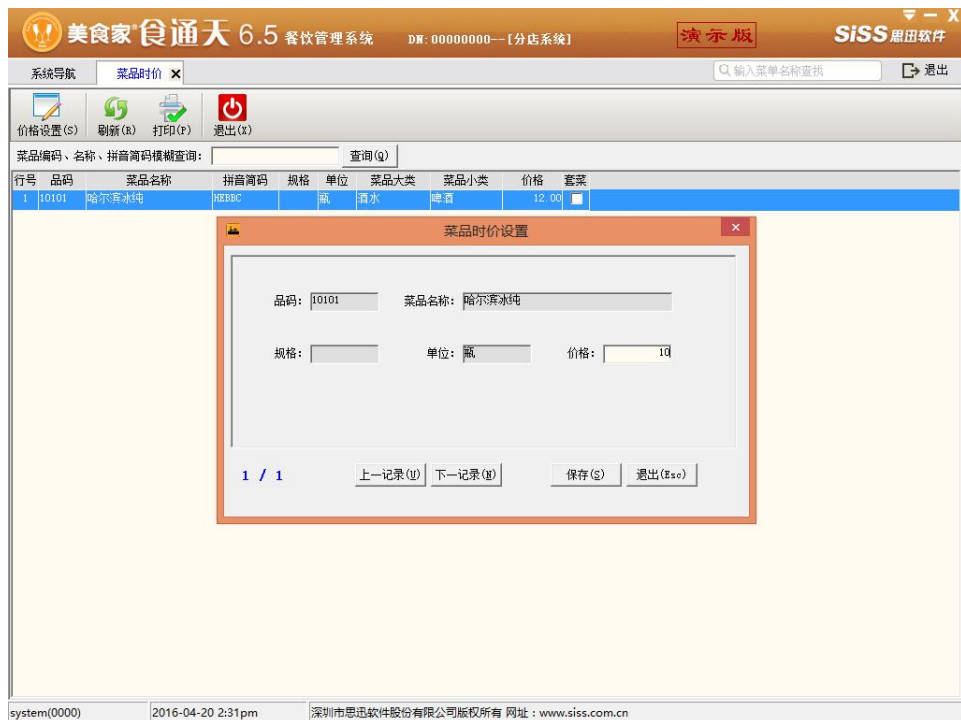 美食家 食通天 6.5 餐饮管理系统 DW:00000000--[分店系统] 演示版 SiSS 思迅软件
系统导航 菜品时价 输入菜单名称查找 退出
价格设置(S) 刷新(R) 打印(P) 退出(X)
菜品编码、名称、拼音简码模糊查询: 查询(Q)
行号 品码 菜品名称 拼音简码 规格 单位 菜品大类 菜品小类 价格 套菜
1 10101 哈尔滨冰纯 HEBBC 瓶 酒水 啤酒 12.00
菜品时价设置
品码: 10101 菜品名称: 哈尔滨冰纯
规格: 单位: 瓶 价格: 10
1 / 1 上一记录(U) 下一记录(N) 保存(S) 退出(Esc)
system(0000) 2016-04-20 2:31pm 深圳市思迅软件股份有限公司版权所有 网址:www.siss.com.cn